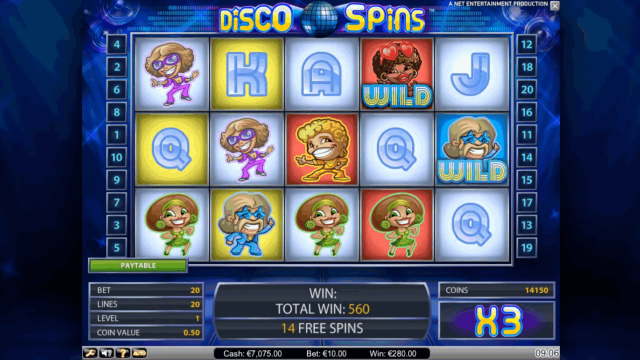 A NET ENTERTAINMENT PRODUCTION
DISCO SPINS
4 12
2 K A WILD J 18
6 20
8 16
1 Q Q WILD 11
10 14
9 15
7 17
3 Q 13
5 19
PAYTABLE
BET 20
LINES 20
LEVEL 1
COIN VALUE 0.50
WIN:
TOTAL WIN: 560
14 FREE SPINS
COINS 14150
X3
AUTO
Cash: €7,075.00 Bet: €10.00 Win: €280.00
09:06